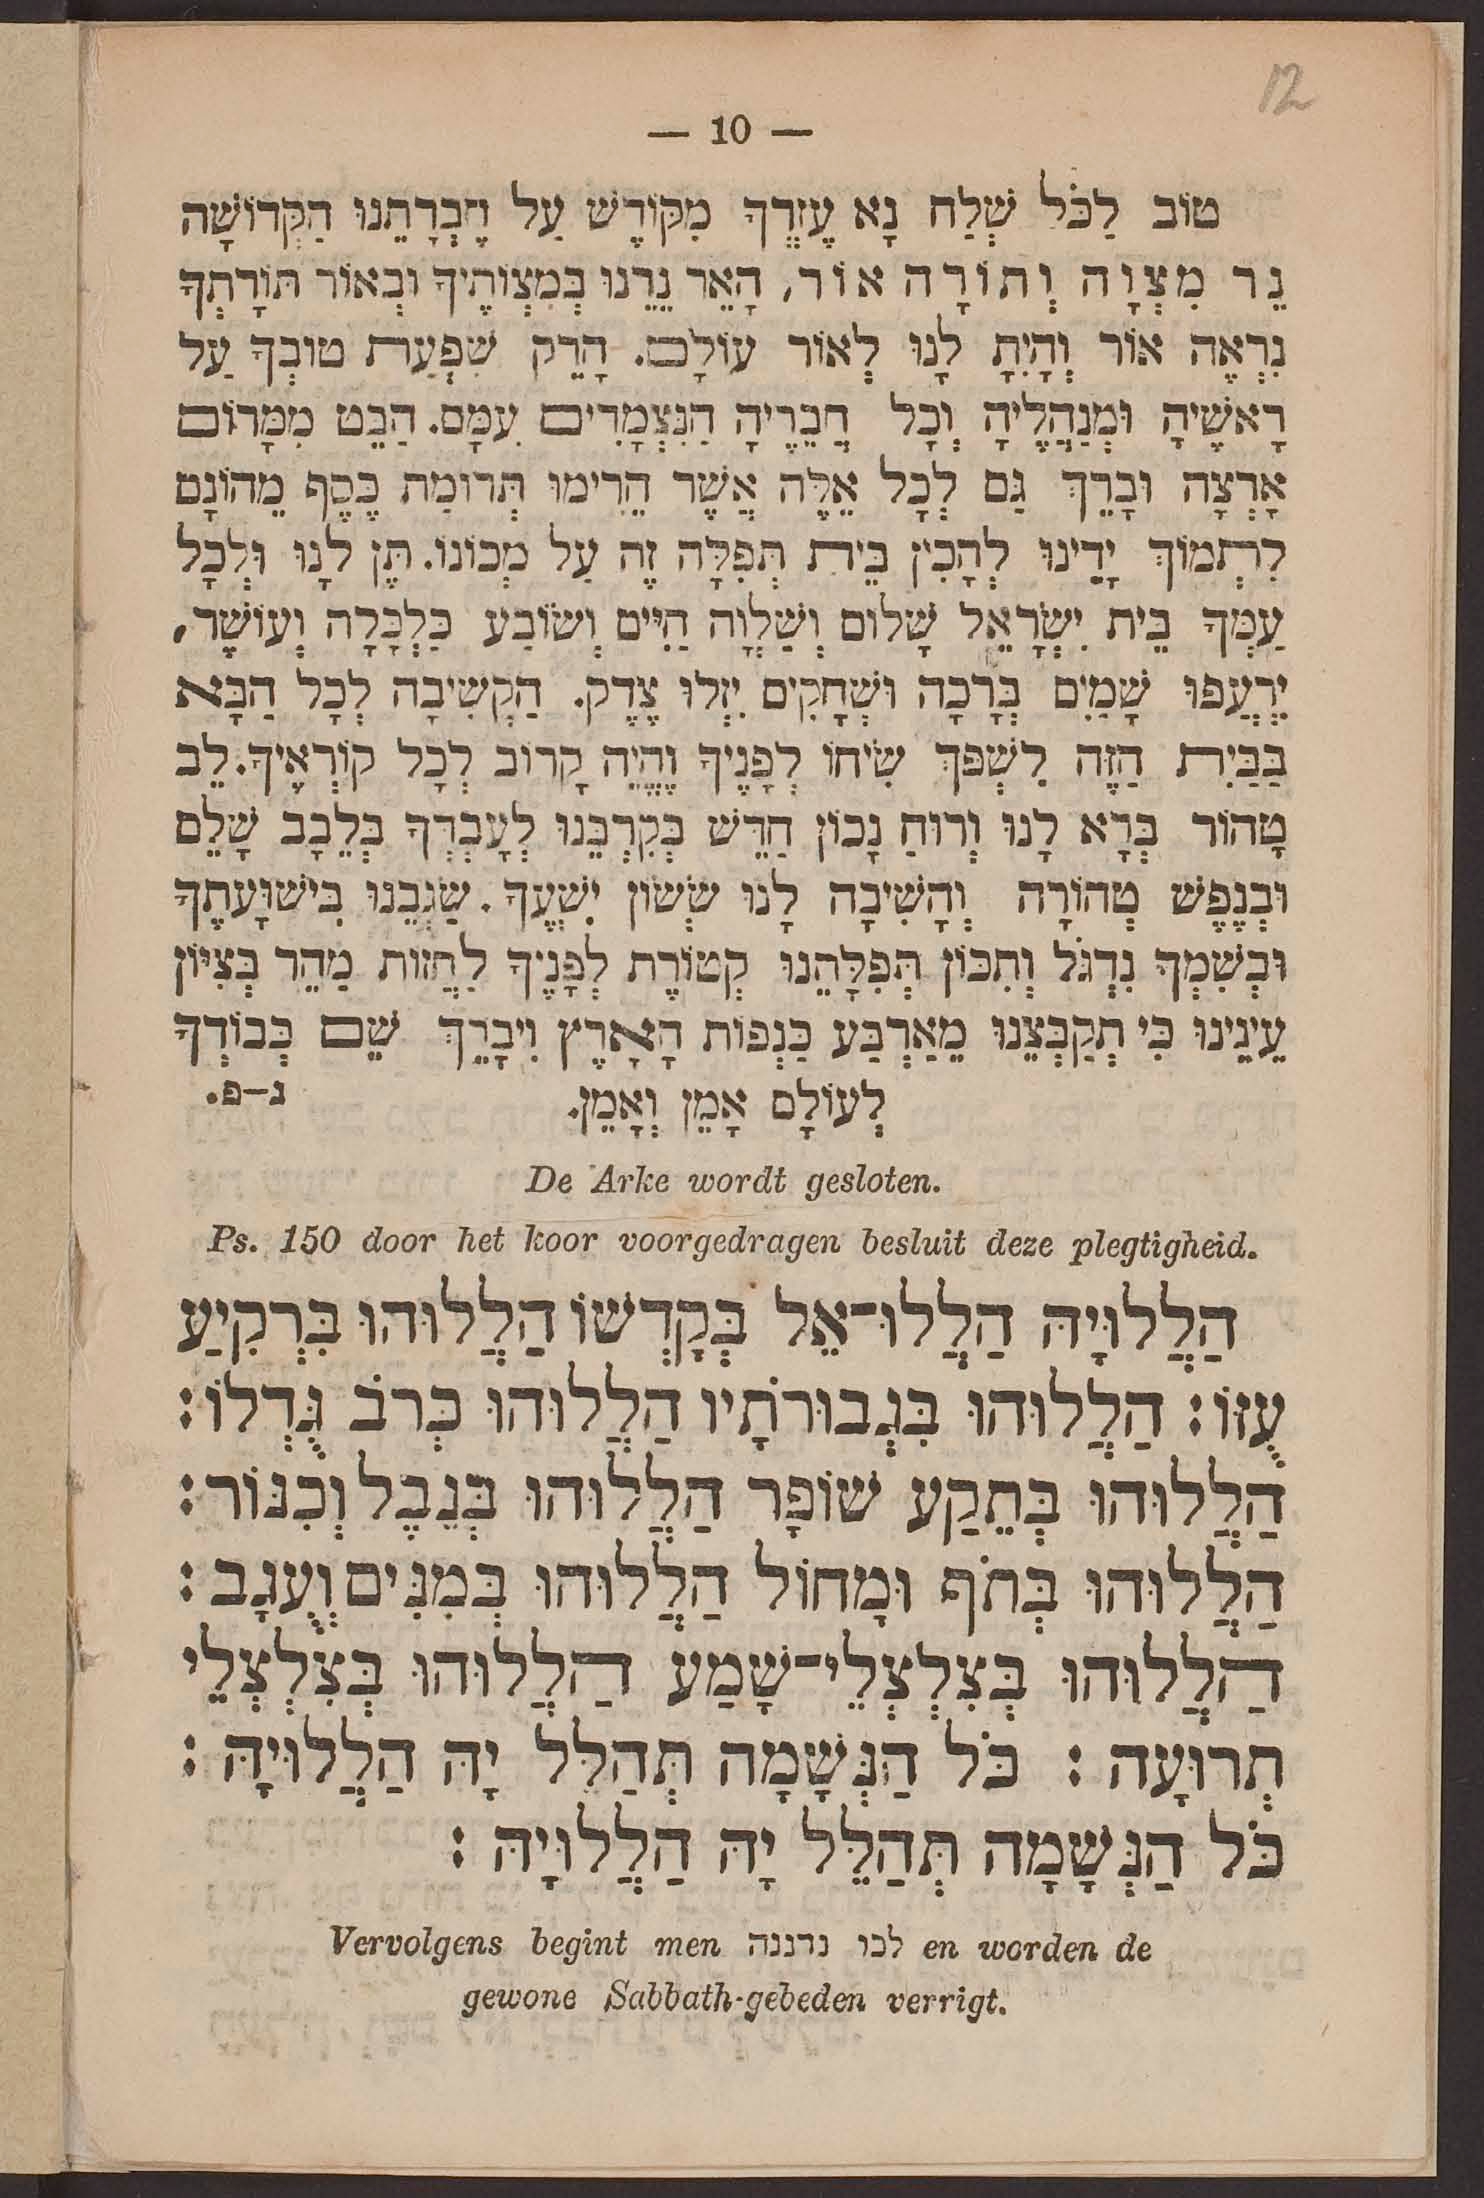 12
— 10 —
טוֹב לַכֹּל שְׁלַח נָא עֶזְרֶךָ מִקּוֹדֶשׁ עַל חֶבְרָתֵנוּ הַקְּדוֹשָׁה
נֵר מִצְוָה וְתוֹרָה אוֹר, הָאֵר נֵרֵנוּ בְּמִצְוֹתֶיךָ וּבְאוֹר תּוֹרָתְךָ
נִרְאֶה אוֹר וְהָיִתָ לָנוּ לְאוֹר עוֹלָם. הָרֵק שִׁפְעַת טוּבְךָ עַל
רָאשֶׁיהָ וּמְנַהֲלֶיהָ וְכָל חֲבֵרֶיהָ הַנִּצְמָדִים עִמָּם. הַבֵּט מִמָּרוֹם
אָרְצָה וּבָרֵךְ גַּם לְכָל אֵלֶּה אֲשֶׁר הֵרִימוּ תְּרוּמַת כֶּסֶף מֵהוֹנָם
לִתְמוֹךְ יָדֵינוּ לְהָכִין בֵּית תְּפִלָּה זֶה עַל מְכוֹנוֹ. תֶּן לָנוּ וּלְכָל
עַמְּךָ בֵּית יִשְׂרָאֵל שָׁלוֹם וְשַׁלְוָה חַיִּים וְשׂוֹבַע כַּלְכָּלָה וְעוֹשֶׁר,
יִרְעֲפוּ שָׁמַיִם בְּרָכָה וּשְׁחָקִים יִזְּלוּ צֶדֶק. הַקְשִׁיבָה לְכָל הַבָּא
בַּבַּיִת הַזֶּה לִשְׁפֹּךְ שִׂיחוֹ לְפָנֶיךָ וֶהֱיֵה קָרוֹב לְכָל קוֹרְאֶיךָ. לֵב
טָהוֹר בְּרָא לָנוּ וְרוּחַ נָכוֹן חַדֵּשׁ בְּקִרְבֵּנוּ לְעָבְדְּךָ בְּלֵבָב שָׁלֵם
וּבְנֶפֶשׁ טְהוֹרָה וְהָשִׁיבָה לָנוּ שְׂשׂוֹן יִשְׁעֶךָ. שַׂגְּבֵנוּ בִּישׁוּעָתֶךָ
וּבְשִׁמְךָ נִדְגֹּל וְתִכּוֹן תְּפִלָּתֵנוּ קְטוֹרֶת לְפָנֶיךָ לַחֲזוֹת מַהֵר בְּצִיּוֹן
עֵינֵינוּ כִּי תְקַבְּצֵנוּ מֵאַרְבַּע כַּנְפוֹת הָאָרֶץ וִיבָרֵךְ שֵׁם כְּבוֹדְךָ
לְעוֹלָם אָמֵן וְאָמֵן. נ–פ.
De Arke wordt gesloten.
Ps. 150 door het koor voorgedragen besluit deze plegtigheid.
הַלֲלוּיָהּ הַלֲלוּ־אֵל בְּקָדְשׁוֹ הַלֲלוּהוּ בִּרְקִיעַ
עֻזּוֹ: הַלֲלוּהוּ בִּגְבוּרֹתָיו הַלֲלוּהוּ כְּרֹב גֻּדְלוֹ:
הַלֲלוּהוּ בְּתֵקַע שׁוֹפָר הַלֲלוּהוּ בְּנֵבֶל וְכִנּוֹר:
הַלֲלוּהוּ בְּתֹף וּמָחוֹל הַלֲלוּהוּ בְּמִנִּים וְעֻגָב:
הַלֲלוּהוּ בְּצִלְצְלֵי־שָׁמַע הַלֲלוּהוּ בְּצִלְצְלֵי
תְרוּעָה: כֹּל הַנְּשָׁמָה תְּהַלֵּל יָהּ הַלֲלוּיָהּ:
כֹּל הַנְּשָׁמָה תְּהַלֵּל יָהּ הַלֲלוּיָהּ:
Vervolgens begint men לכו נרננה en worden de
gewone Sabbath-gebeden verrigt.